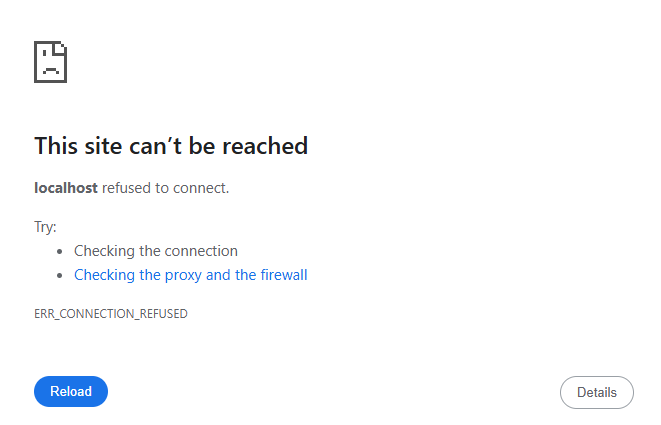 This site can’t be reached
localhost refused to connect.
Try:
• Checking the connection
• Checking the proxy and the firewall
ERR_CONNECTION_REFUSED
Reload
Details